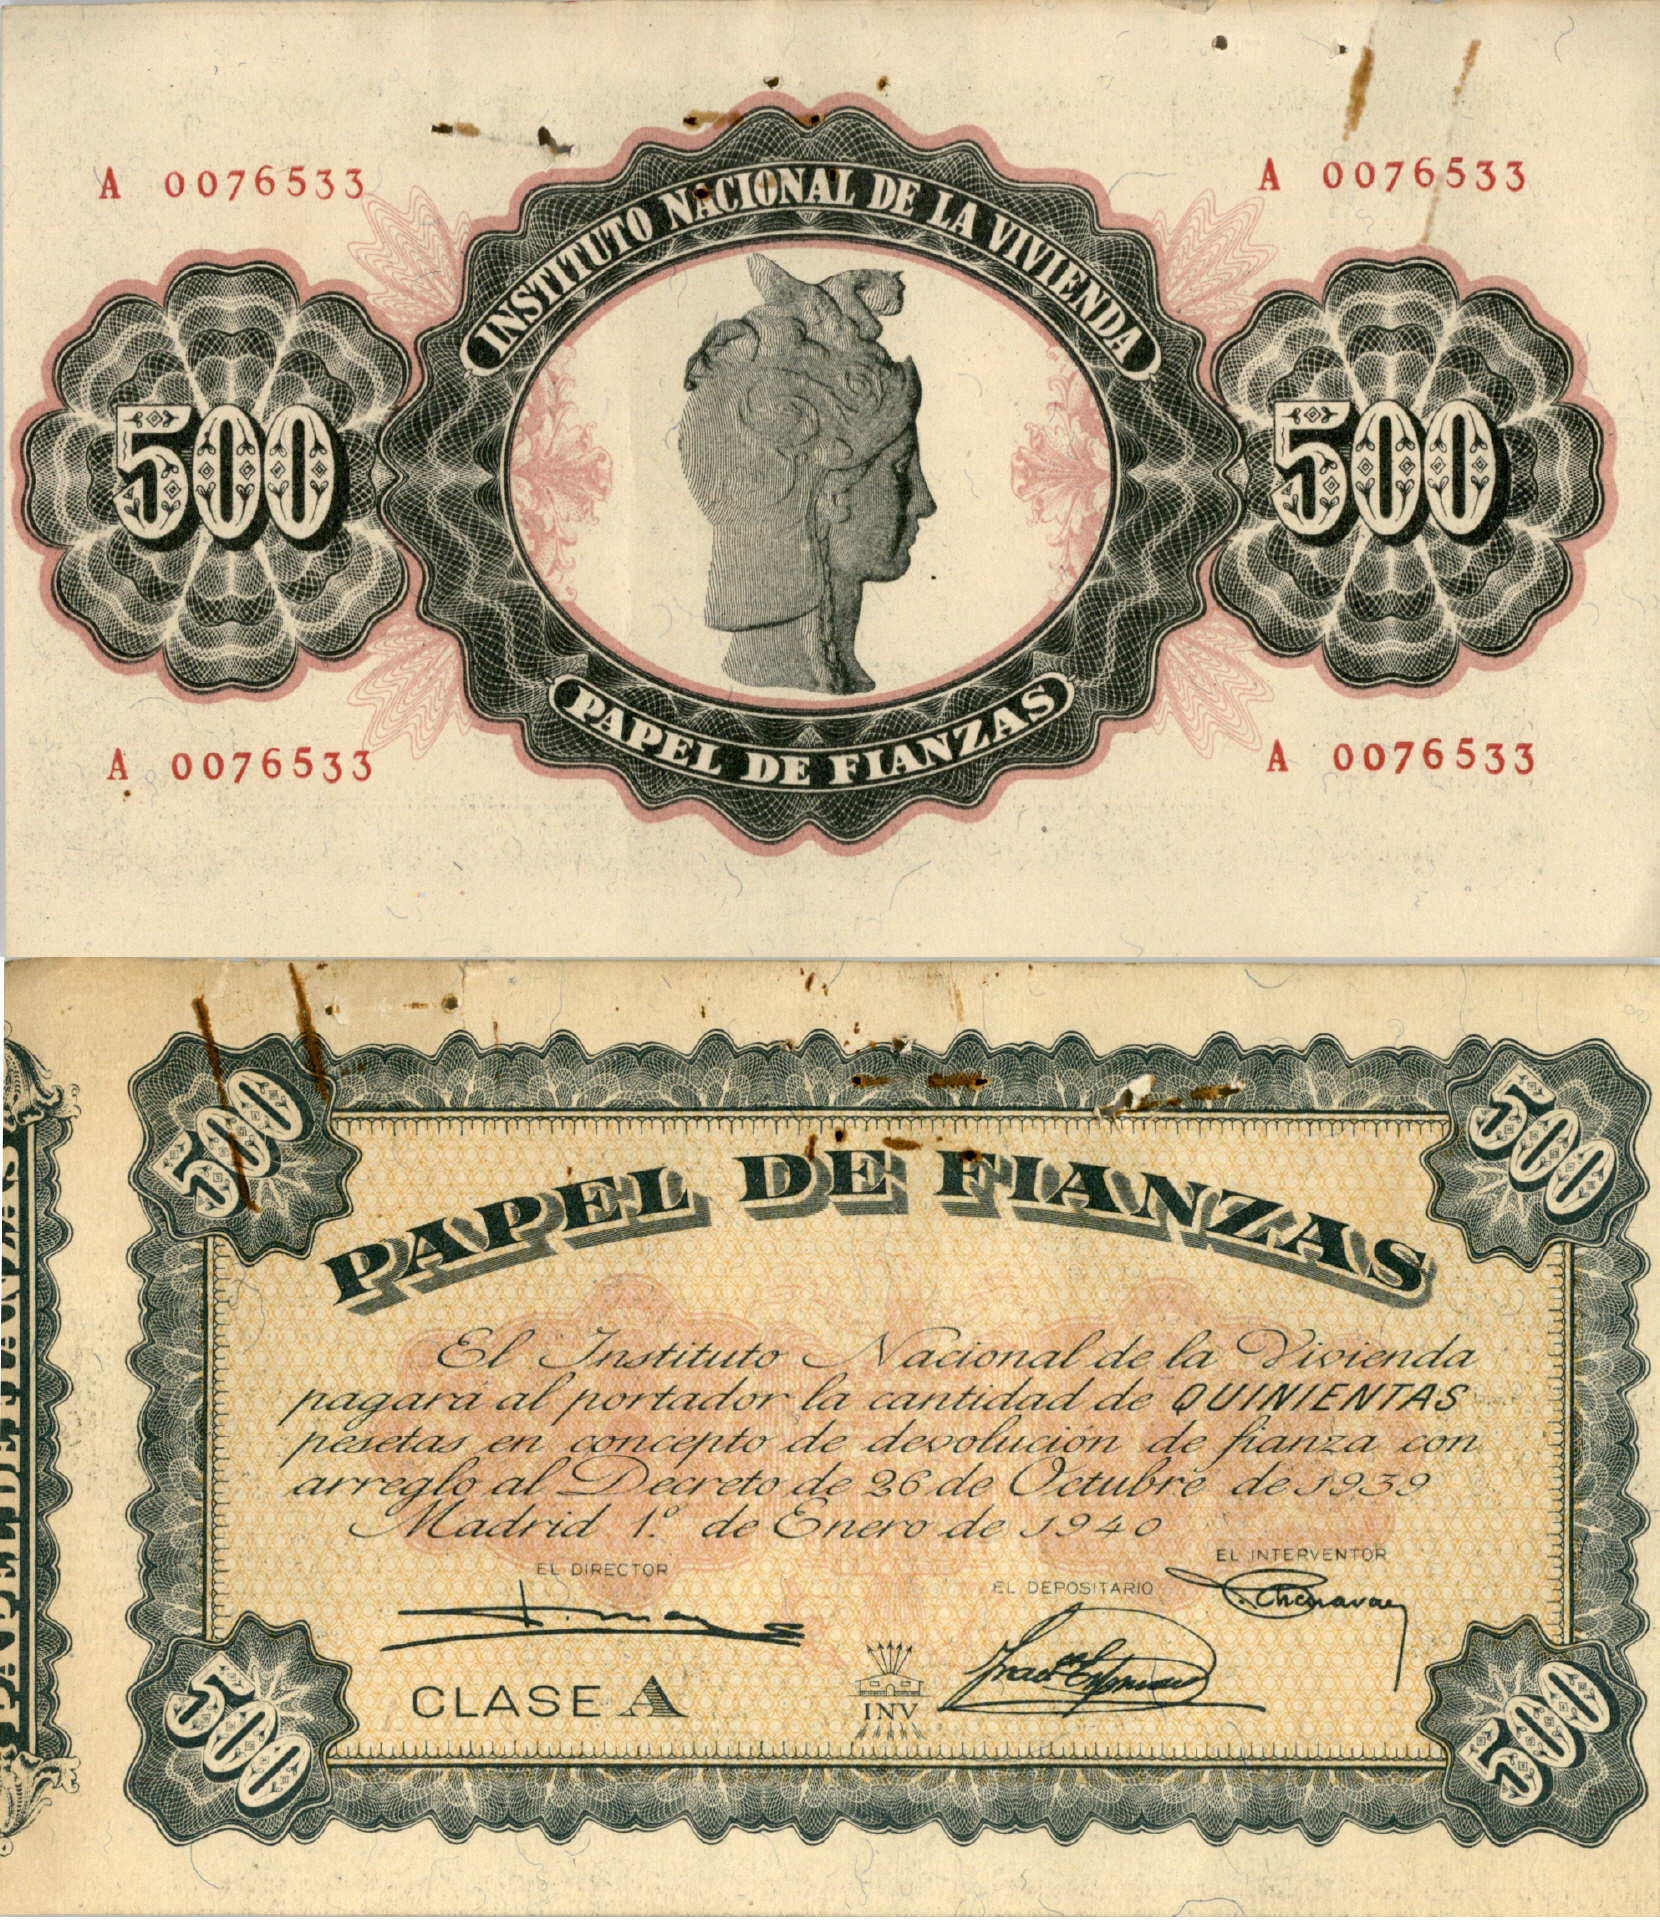 A 0076533
A 0076533
INSTITUTO NACIONAL DE LA VIVIENDA
500
500
PAPEL DE FIANZAS
A 0076533
A 0076533
500
500
PAPEL DE FIANZAS
El Instituto Nacional de la Vivienda
pagará al portador la cantidad de QUINIENTAS
pesetas en concepto de devolución de fianza con
arreglo al Decreto de 26 de Octubre de 1939
Madrid 1º de Enero de 1940
EL DIRECTOR
EL DEPOSITARIO
EL INTERVENTOR
CLASE A
INV
500
500